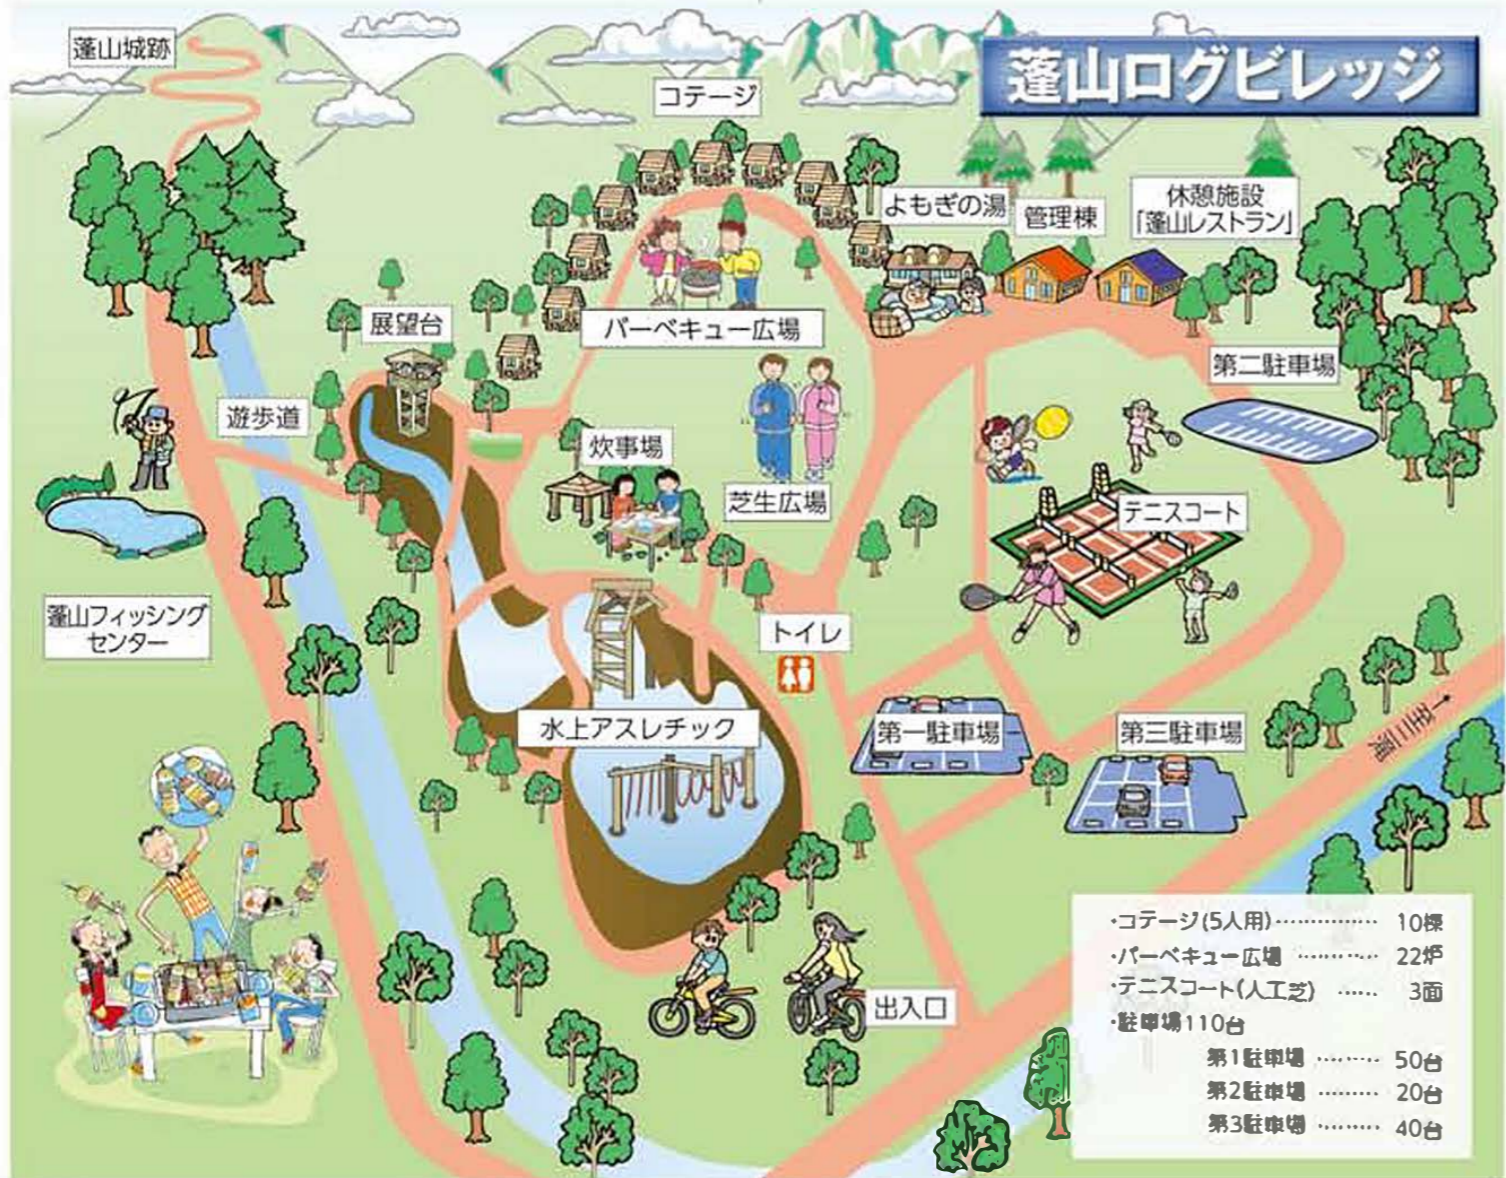 蓬山ログビレッジ
蓬山城跡
コテージ
よもぎの湯
管理棟
休憩施設
「蓬山レストラン」
展望台
バーベキュー広場
第二駐車場
遊歩道
炊事場
芝生広場
テニスコート
蓬山フィッシング
センター
トイレ
水上アスレチック
第一駐車場
第三駐車場
出入口
・コテージ(5人用)…………… 10棟
・バーベキュー広場 ………… 22炉
・テニスコート(人工芝) …… 3面
・駐車場110台
第1駐車場 ……… 50台
第2駐車場 ……… 20台
第3駐車場 ……… 40台